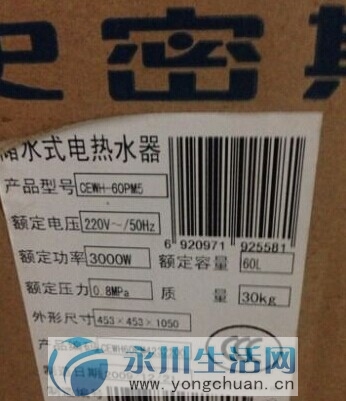 史密斯
储水式电热水器
产品型号 CEWH-60PM5
额定电压 220V~/50Hz
6 920971 925581
额定功率 3000W 额定容量 60L
额定压力 0.8MPa 质 量 30kg
外形尺寸 453×453×1050
永川生活网
www.yongchuan.cn